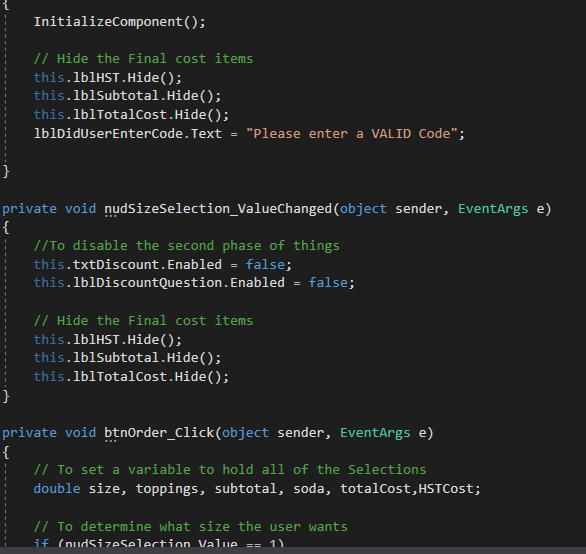 {
InitializeComponent();
// Hide the Final cost items
this.lblHST.Hide();
this.lblSubtotal.Hide();
this.lblTotalCost.Hide();
lblDidUserEnterCode.Text = "Please enter a VALID Code";
}
private void nudSizeSelection_ValueChanged(object sender, EventArgs e)
{
//To disable the second phase of things
this.txtDiscount.Enabled = false;
this.lblDiscountQuestion.Enabled = false;
// Hide the Final cost items
this.lblHST.Hide();
this.lblSubtotal.Hide();
this.lblTotalCost.Hide();
}
private void btnOrder_Click(object sender, EventArgs e)
{
// To set a variable to hold all of the Selections
double size, toppings, subtotal, soda, totalCost,HSTCost;
// To determine what size the user wants
if (nudSizeSelection.Value == 1)